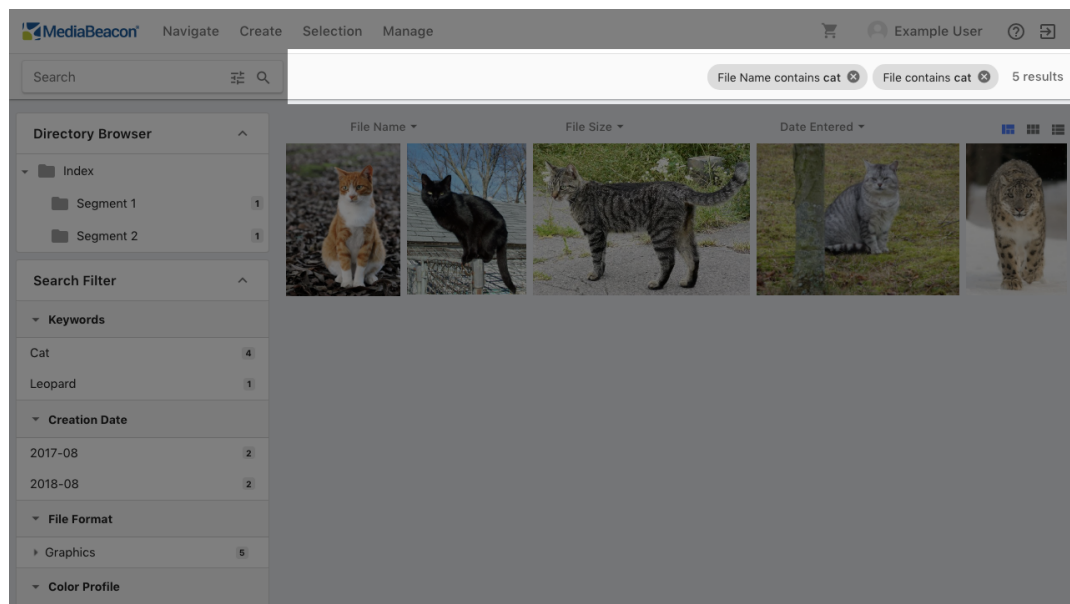 MediaBeacon® Navigate Create Selection Manage Example User
Search
File Name contains cat File contains cat 5 results
File Name File Size Date Entered
Directory Browser
Index
Segment 1 1
Segment 2 1
Search Filter
Keywords
Cat 4
Leopard 1
Creation Date
2017-08 2
2018-08 2
File Format
Graphics 5
Color Profile